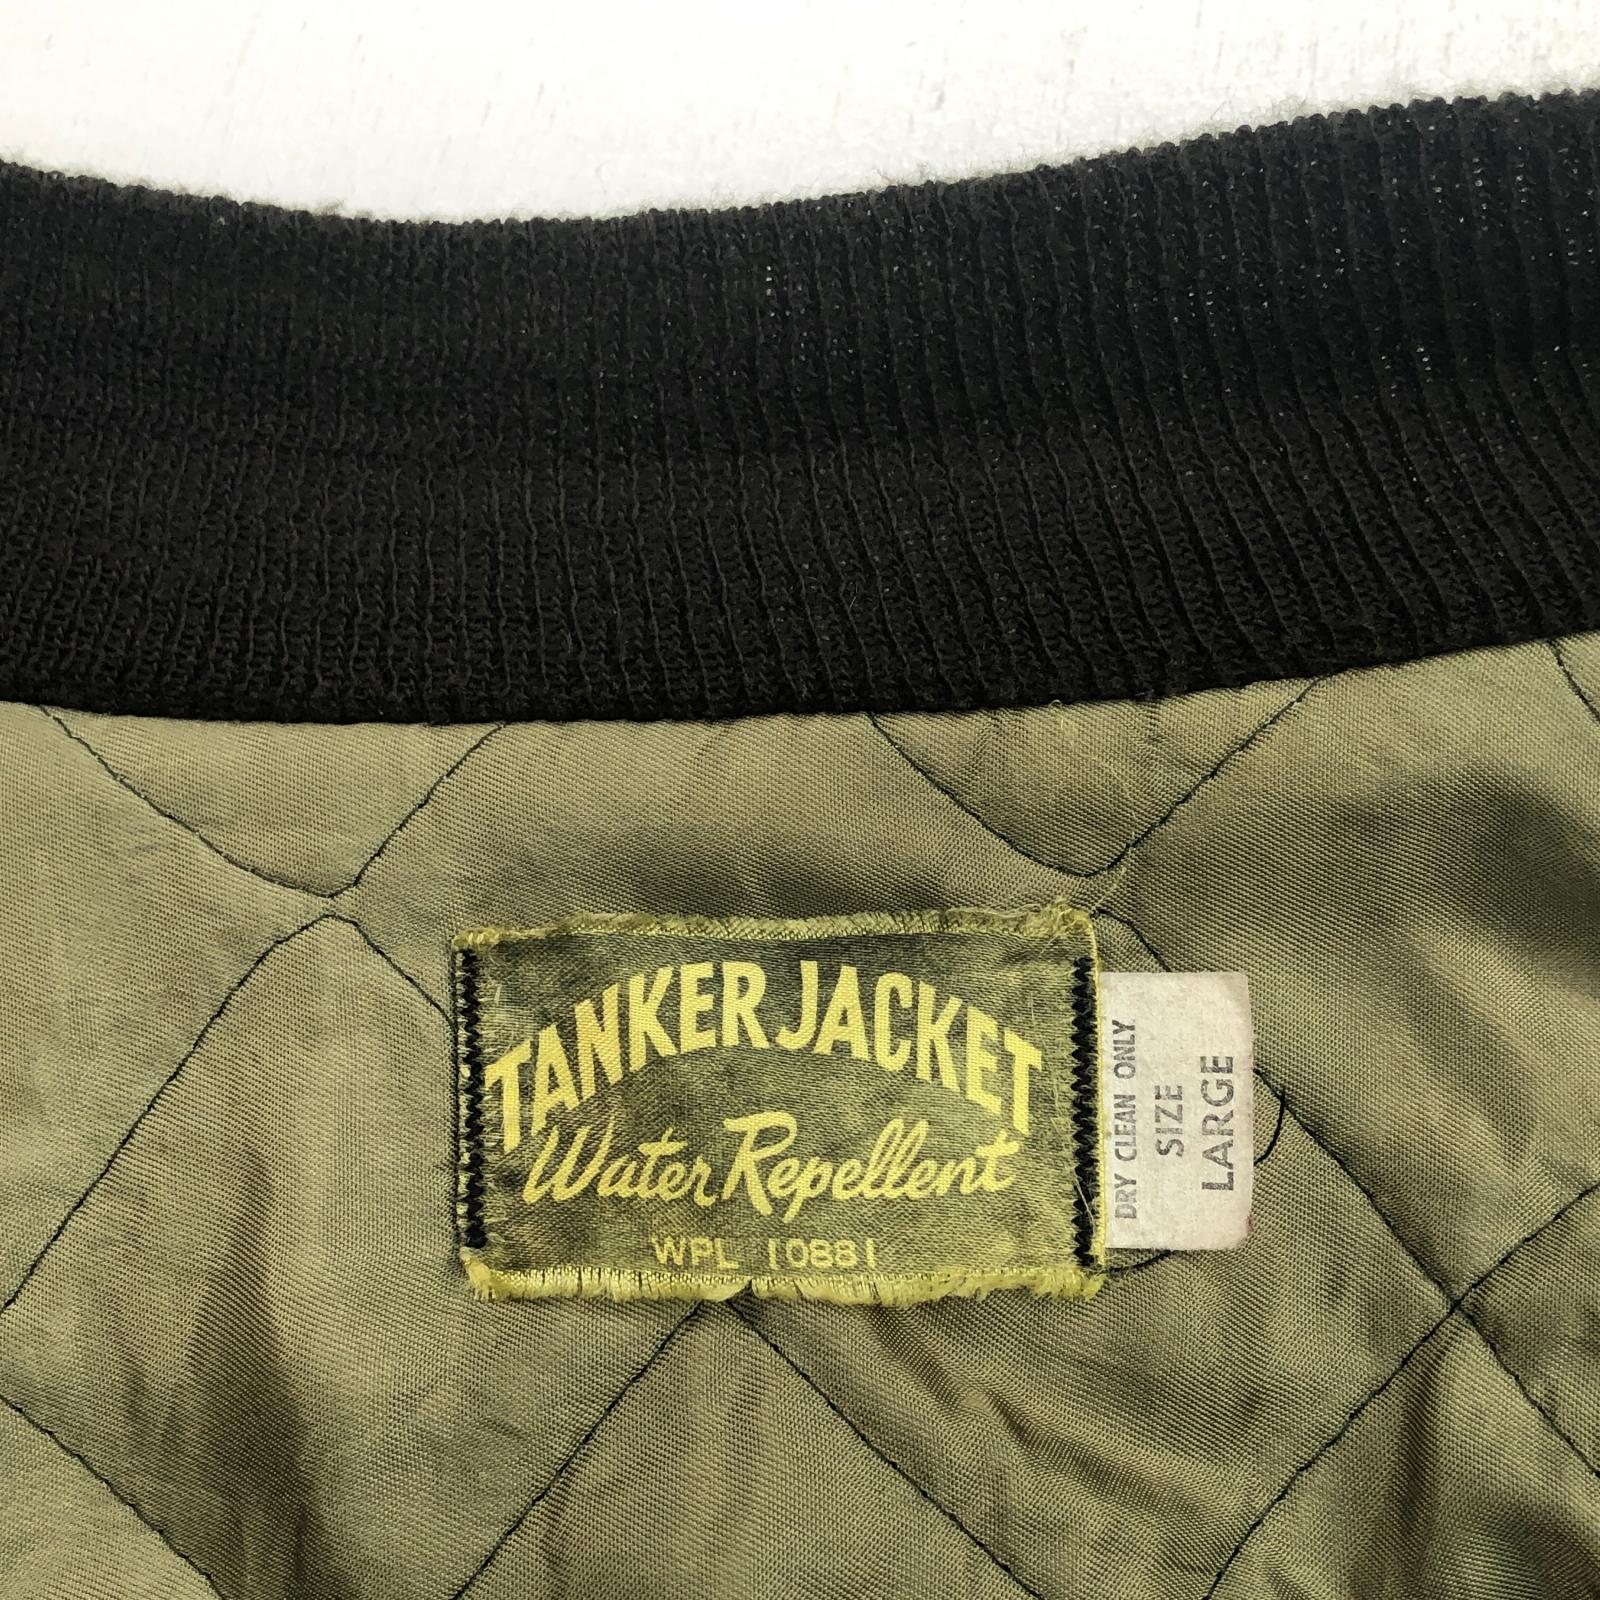 TANKER JACKET
Water Repellent
WPL 10881
DRY CLEAN ONLY
SIZE
LARGE